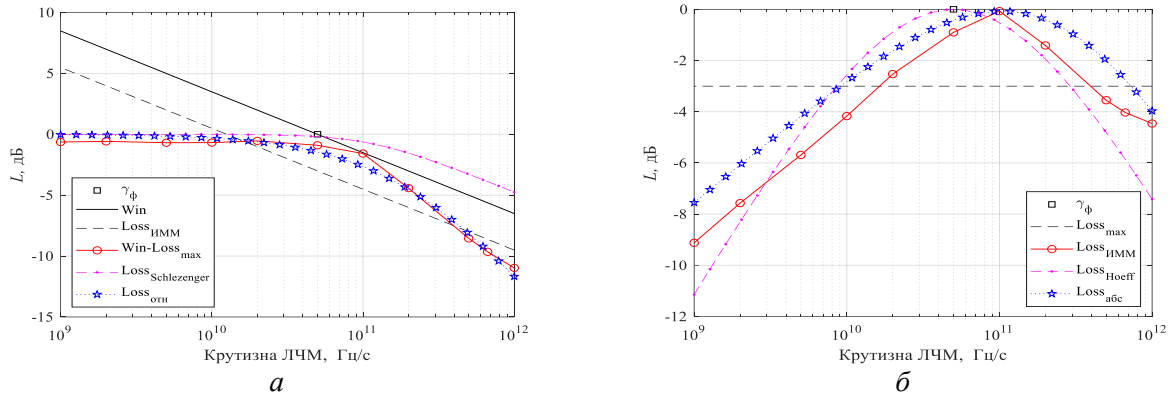 10
5
0
-5
-10
-15
L, дБ
γф
Win
LossИММ
Win-Lossmax
LossSchlezenger
Lossотн
10^9
10^10
10^11
10^12
Крутизна ЛЧМ, Гц/с
а
0
-2
-4
-6
-8
-10
-12
L, дБ
γф
Lossmax
LossИММ
LossHoeff
Lossабс
10^9
10^10
10^11
10^12
Крутизна ЛЧМ, Гц/с
б